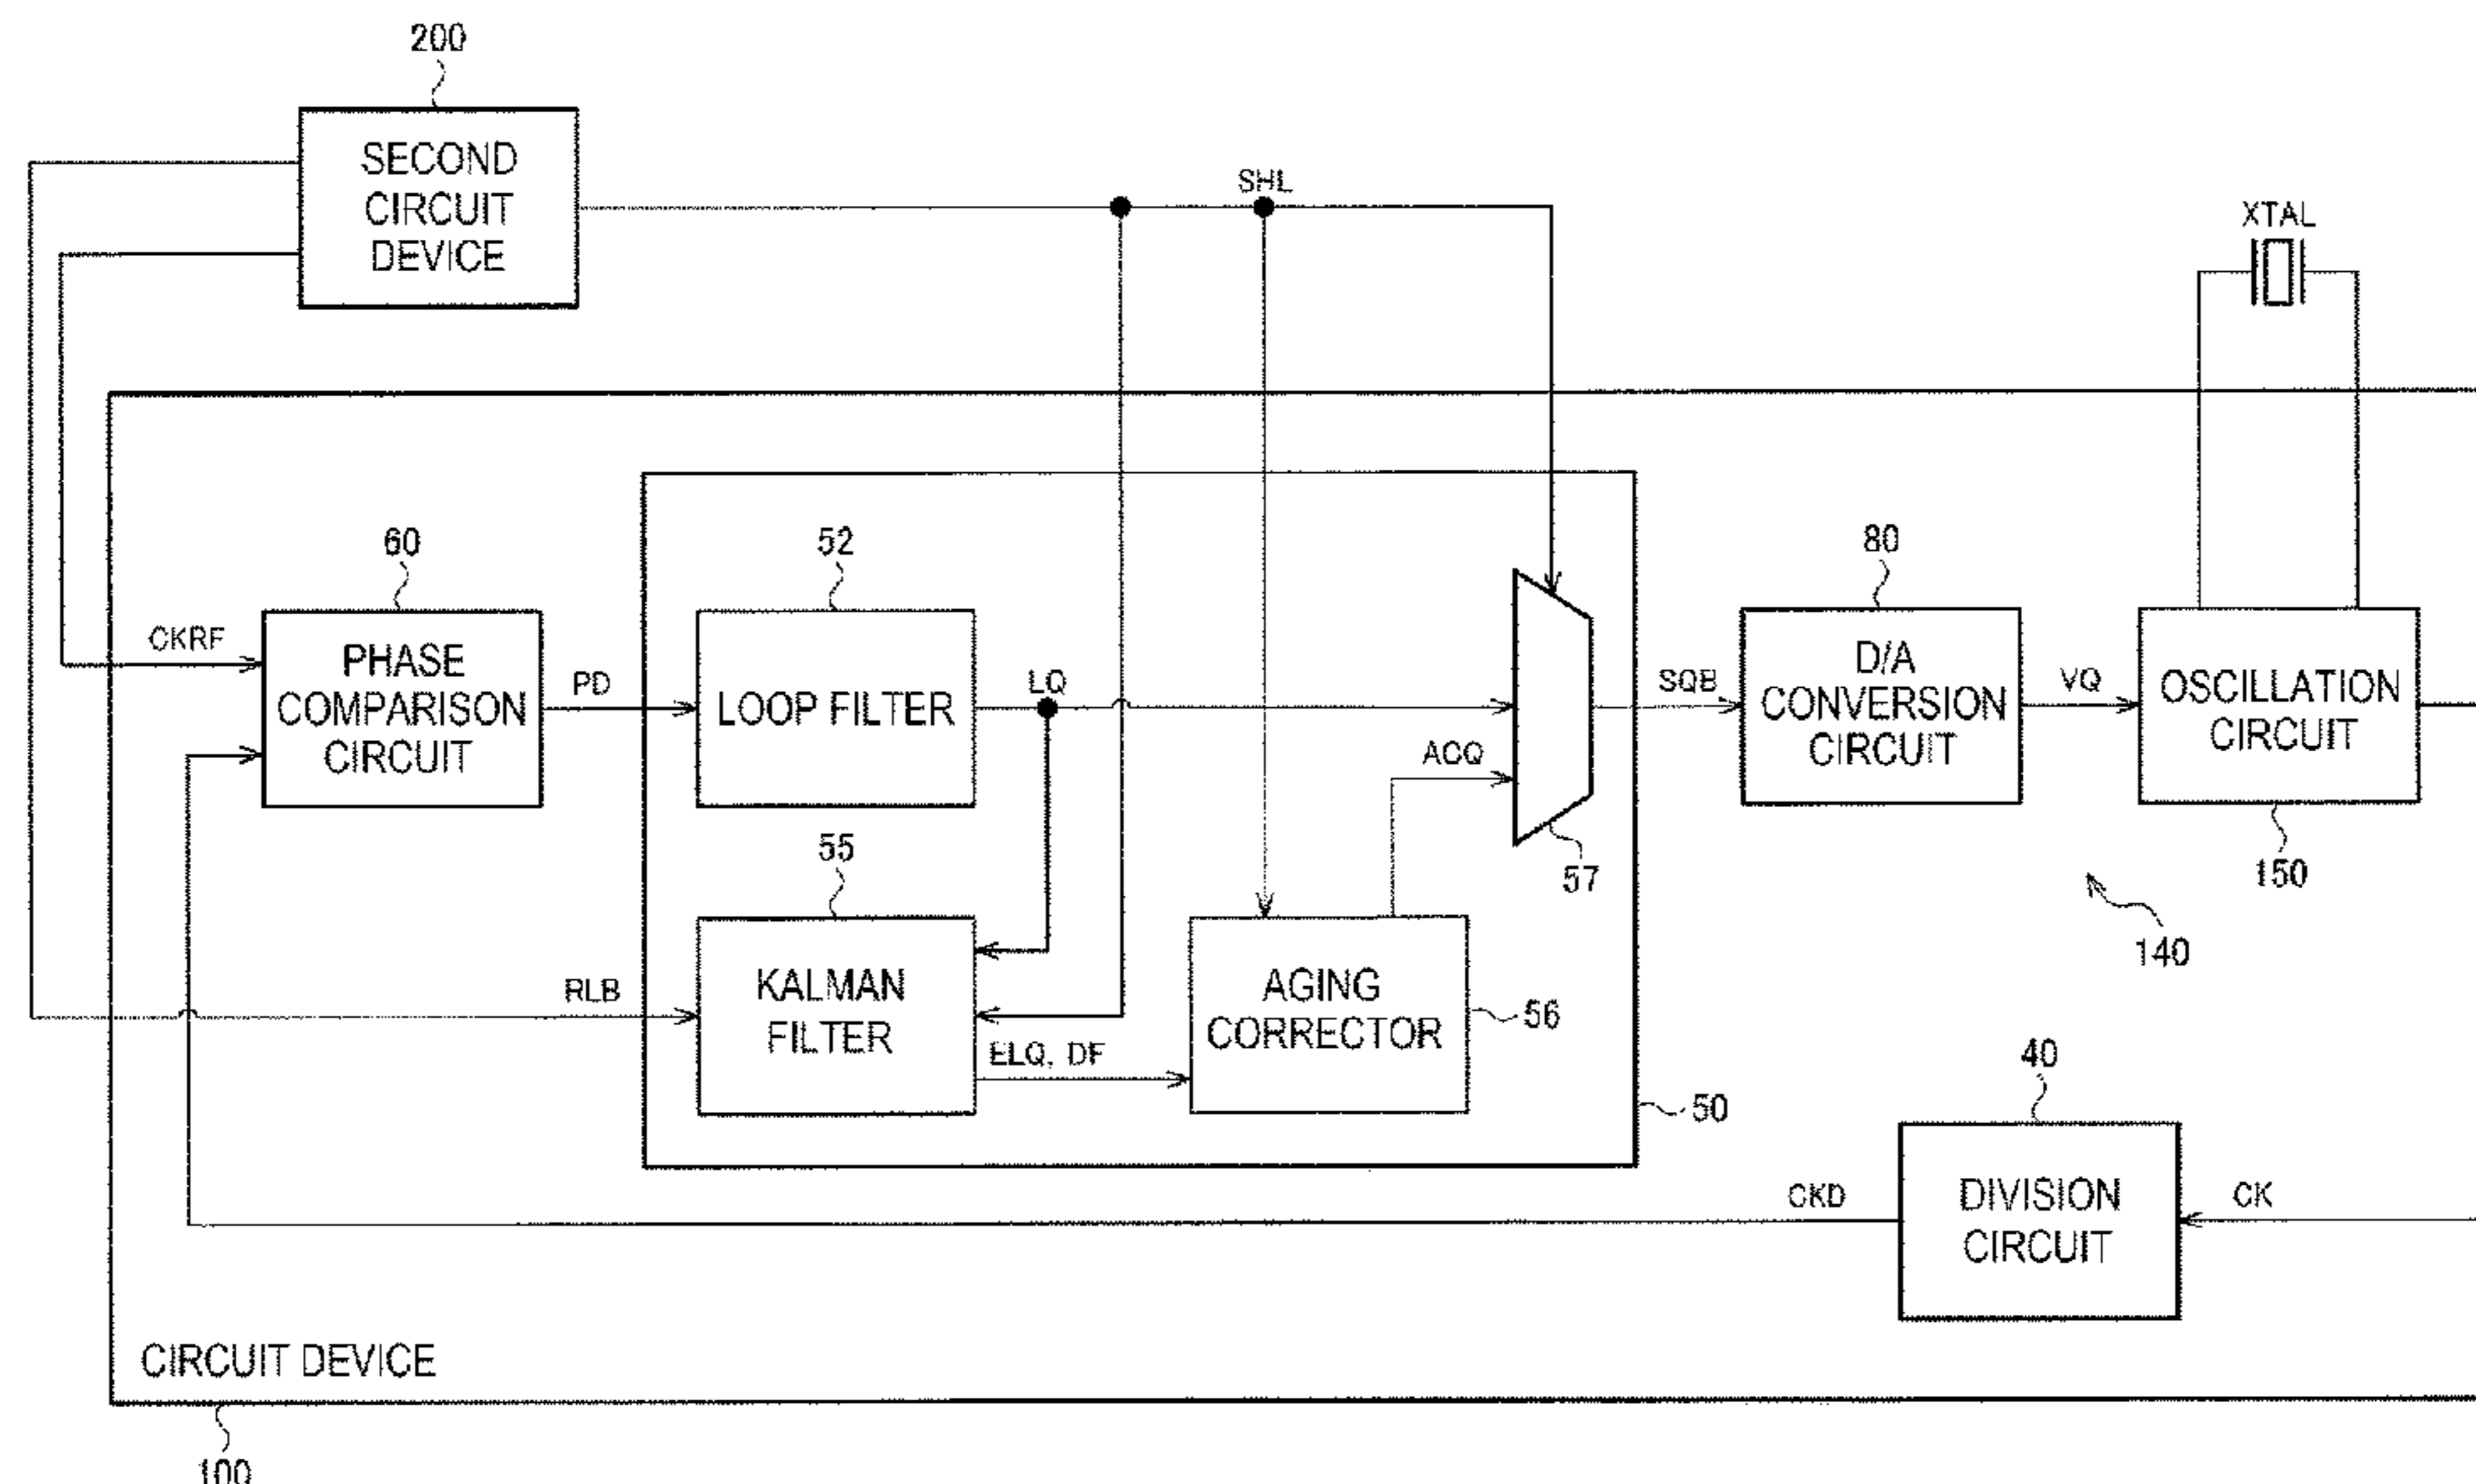 200
SECOND
CIRCUIT
DEVICE
SHL
XTAL
60
52
80
CKRF
PHASE
COMPARISON
CIRCUIT
PD
LOOP FILTER
LQ
ACQ
SQB
D/A
CONVERSION
CIRCUIT
VQ
OSCILLATION
CIRCUIT
55
57
150
140
RLB
KALMAN
FILTER
ELQ, DF
AGING
CORRECTOR
56
50
40
CKD
DIVISION
CIRCUIT
CK
CIRCUIT DEVICE
100